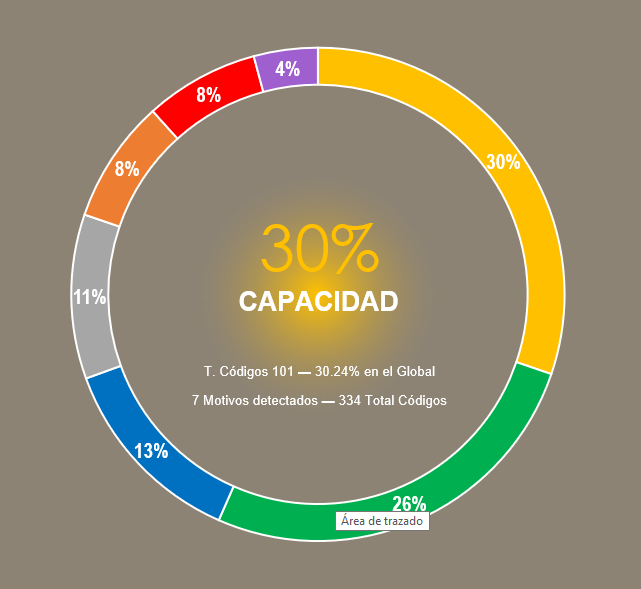 4%
8%
30%
8%
30%
CAPACIDAD
11%
T. Códigos 101 — 30.24% en el Global
7 Motivos detectados — 334 Total Códigos
13%
26%
Área de trazado